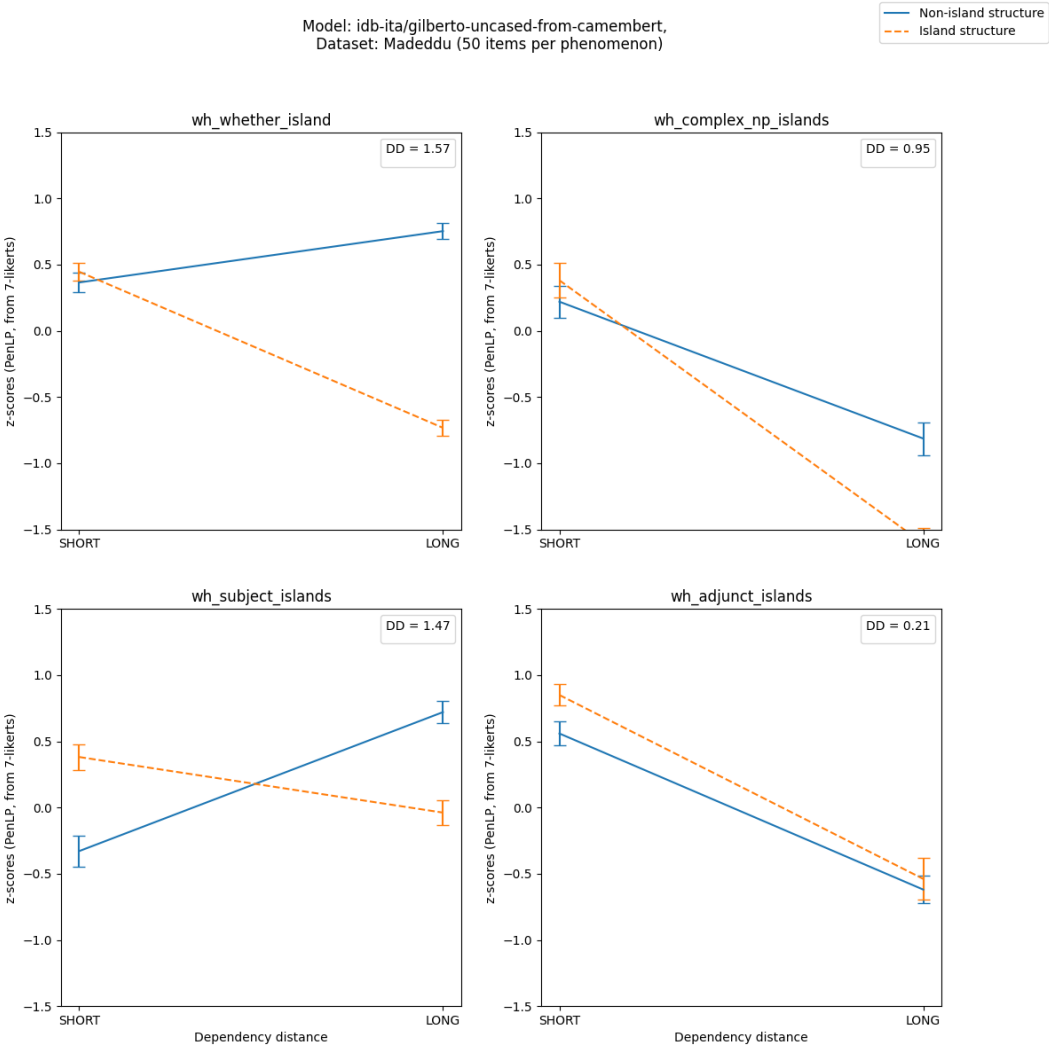 Model: idb-ita/gilberto-uncased-from-camembert,
Dataset: Madeddu (50 items per phenomenon)
Non-island structure
Island structure
wh_whether_island
DD = 1.57
1.5
1.0
0.5
0.0
−0.5
−1.0
−1.5
z-scores (PenLP, from 7-likerts)
SHORT
LONG
wh_complex_np_islands
DD = 0.95
1.5
1.0
0.5
0.0
−0.5
−1.0
−1.5
z-scores (PenLP, from 7-likerts)
SHORT
LONG
wh_subject_islands
DD = 1.47
1.5
1.0
0.5
0.0
−0.5
−1.0
−1.5
z-scores (PenLP, from 7-likerts)
SHORT
LONG
Dependency distance
wh_adjunct_islands
DD = 0.21
1.5
1.0
0.5
0.0
−0.5
−1.0
−1.5
z-scores (PenLP, from 7-likerts)
SHORT
LONG
Dependency distance